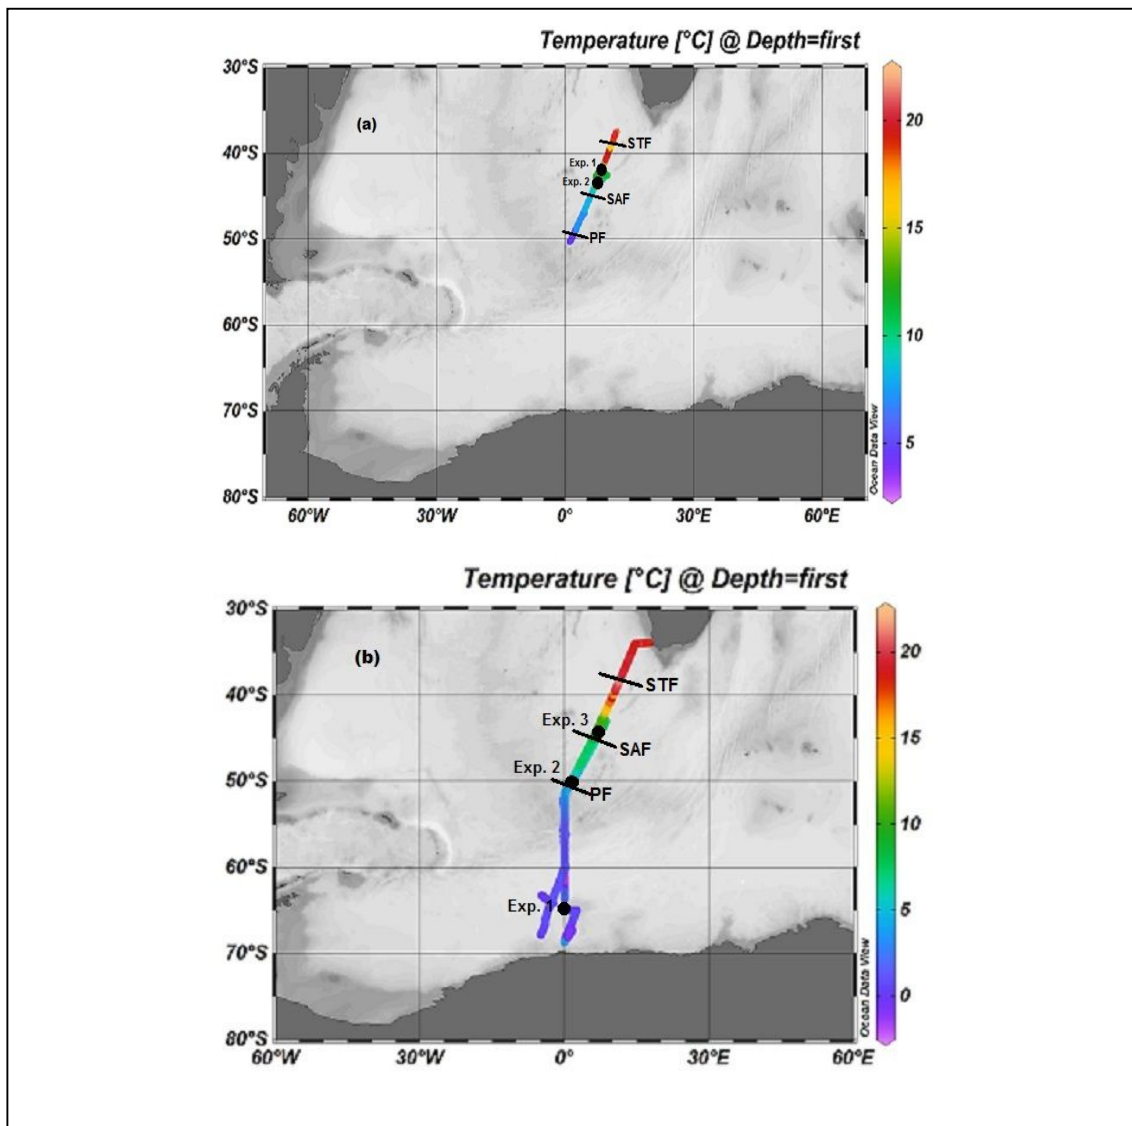 Temperature [°C] @ Depth=first
30°S
(a)
20
STF
40°S
Exp. 1
Exp. 2
15
SAF
50°S
PF
60°S
10
70°S
5
80°S
60°W 30°W 0° 30°E 60°E
Ocean Data View
Temperature [°C] @ Depth=first
30°S
(b)
20
STF
40°S
Exp. 3
15
SAF
Exp. 2
50°S
PF
10
60°S
5
Exp. 1
70°S
0
80°S
60°W 30°W 0° 30°E 60°E
Ocean Data View